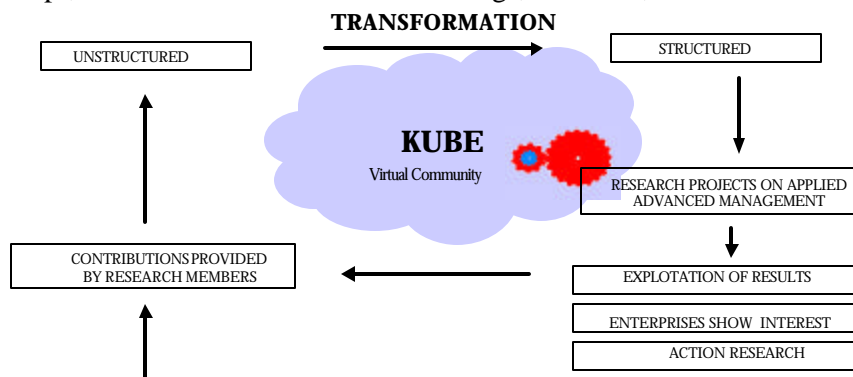 TRANSFORMATION
UNSTRUCTURED
STRUCTURED
KUBE
Virtual Community
RESEARCH PROJECTS ON APPLIED
ADVANCED MANAGEMENT
CONTRIBUTIONS PROVIDED
BY RESEARCH MEMBERS
EXPLOTATION OF RESULTS
ENTERPRISES SHOW INTEREST
ACTION RESEARCH